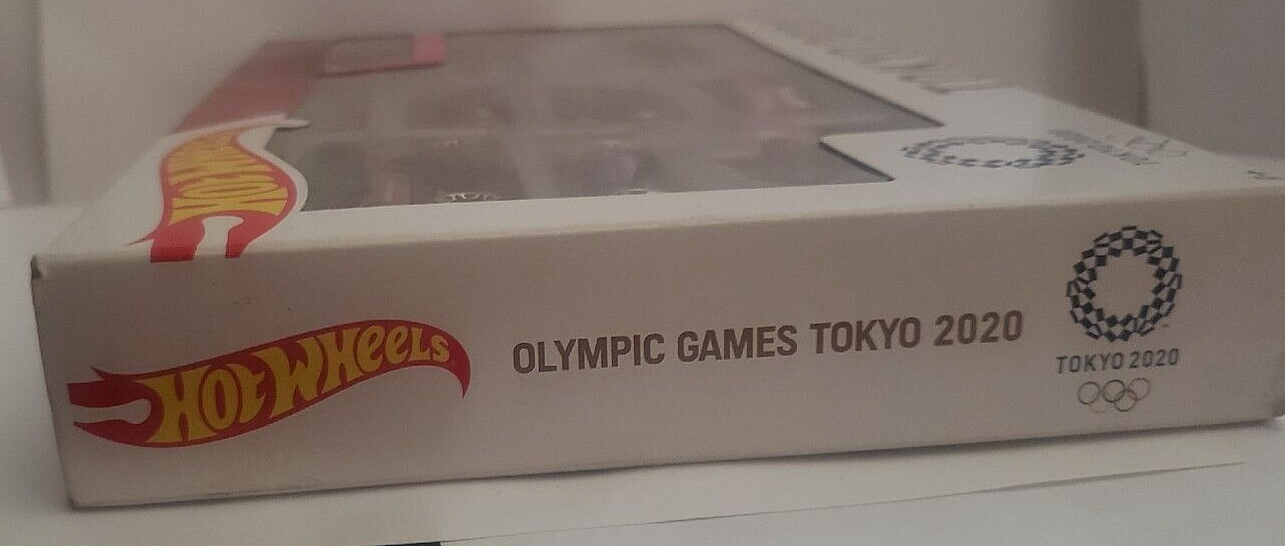 HOT WHEELS
HOT WHEELS
OLYMPIC GAMES TOKYO 2020
TOKYO 2020